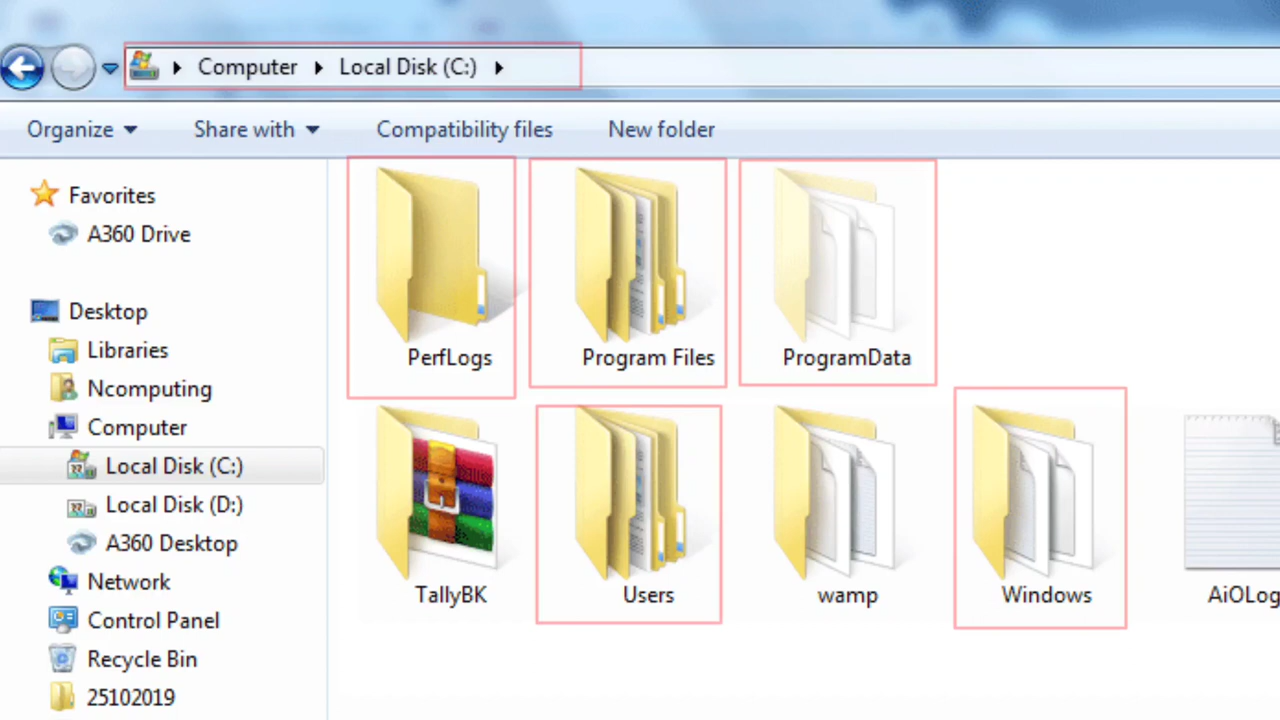 Computer Local Disk (C:)
Organize Share with Compatibility files New folder
Favorites
A360 Drive
Desktop
Libraries
Ncomputing
Computer
Local Disk (C:)
Local Disk (D:)
A360 Desktop
Network
Control Panel
Recycle Bin
25102019
PerfLogs Program Files ProgramData
TallyBK Users wamp Windows AiOLog